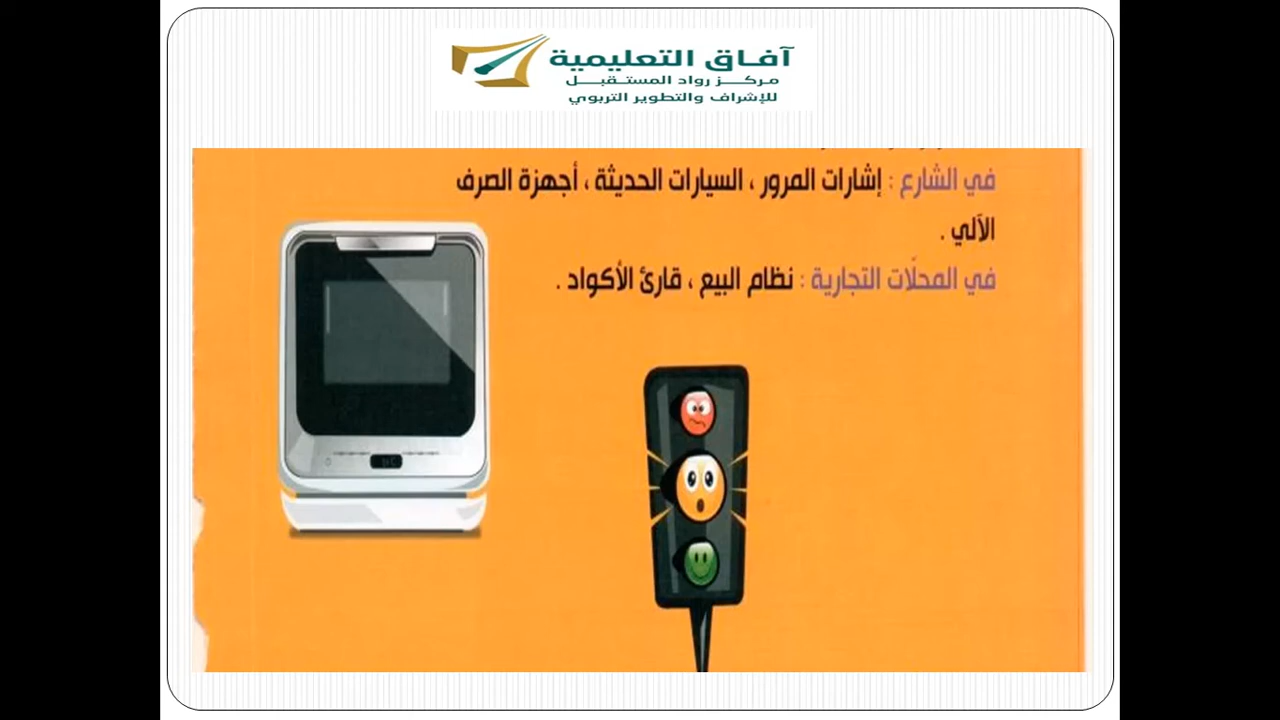 آفاق التعليمية
مركز رواد المستقبل
للإشراف والتطوير التربوي
في الشارع : إشارات المرور ، السيارات الحديثة ، أجهزة الصرف
الآلي .
في المحلّات التجارية : نظام البيع ، قارئ الأكواد .